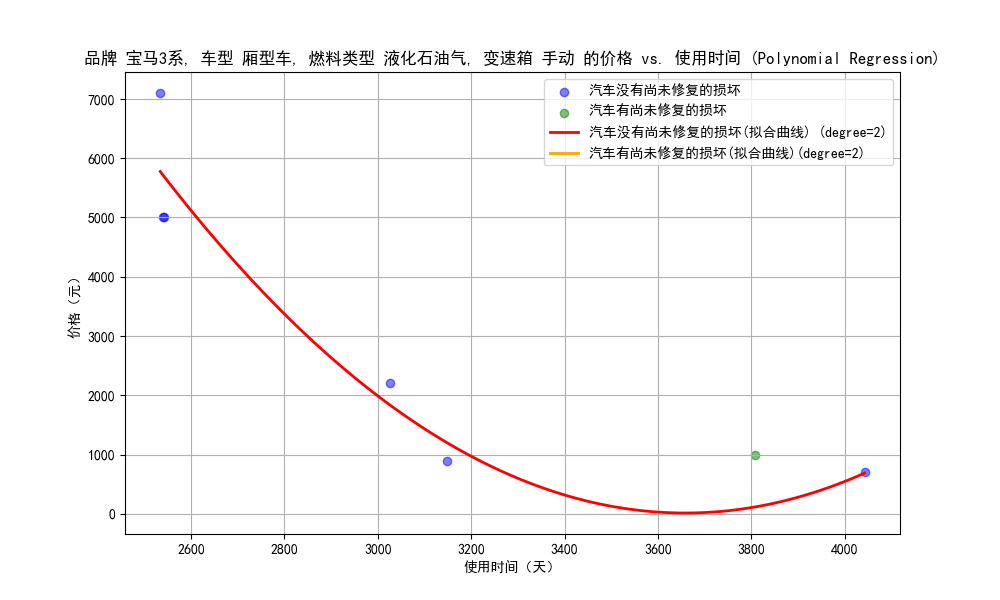 品牌 宝马3系, 车型 厢型车, 燃料类型 液化石油气, 变速箱 手动 的价格 vs. 使用时间 (Polynomial Regression)
汽车没有尚未修复的损坏
汽车有尚未修复的损坏
汽车没有尚未修复的损坏(拟合曲线) (degree=2)
汽车有尚未修复的损坏(拟合曲线)(degree=2)
价格（元）
7000
6000
5000
4000
3000
2000
1000
0
2600 2800 3000 3200 3400 3600 3800 4000
使用时间（天）